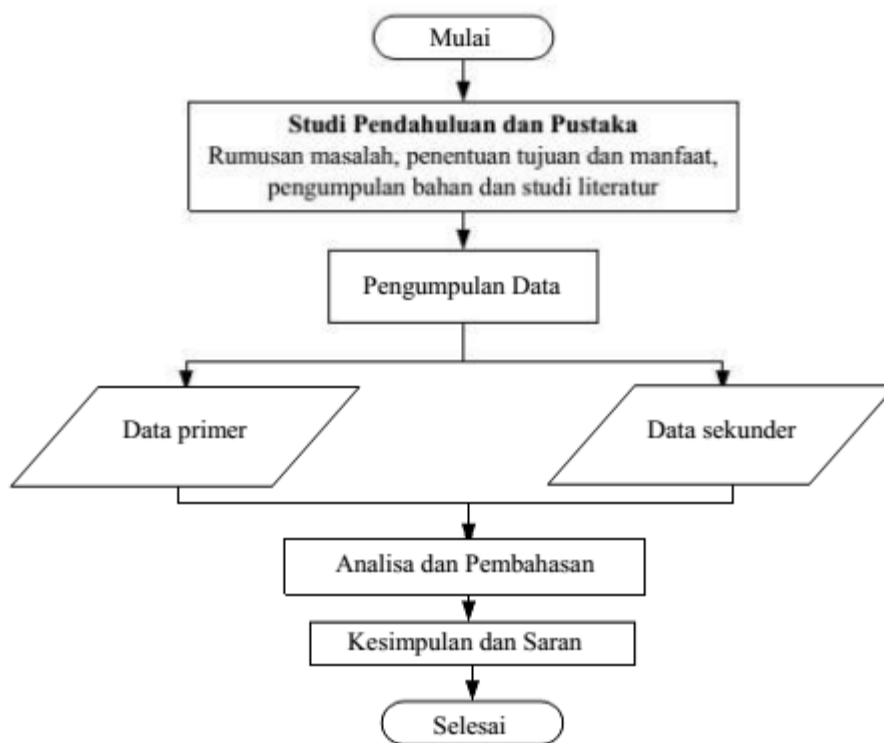 Mulai
Studi Pendahuluan dan Pustaka
Rumusan masalah, penentuan tujuan dan manfaat,
pengumpulan bahan dan studi literatur
Pengumpulan Data
Data primer
Data sekunder
Analisa dan Pembahasan
Kesimpulan dan Saran
Selesai